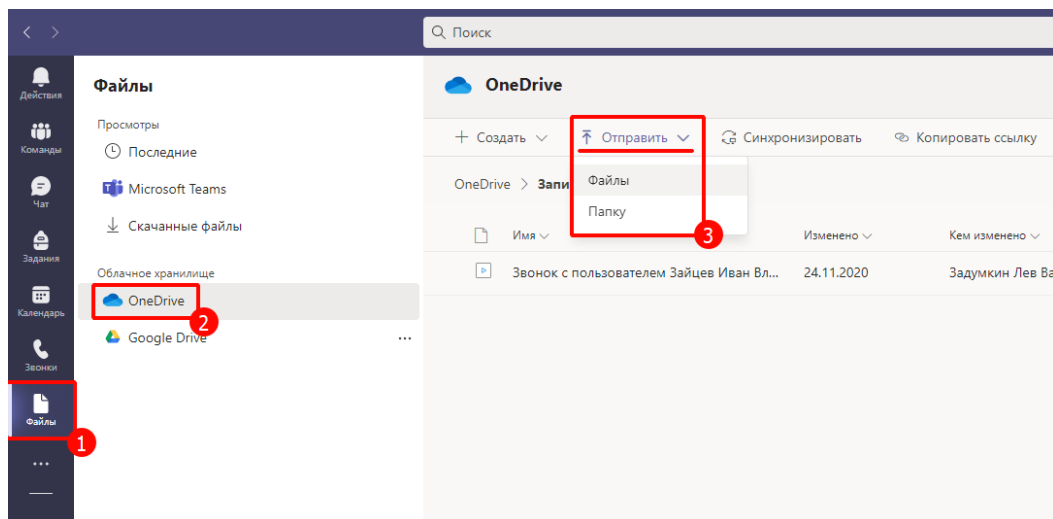 Поиск
Действия
Команды
Чат
Задания
Календарь
Звонки
Файлы
1
Файлы
Просмотры
Последние
Microsoft Teams
Скачанные файлы
Облачное хранилище
OneDrive
2
Google Drive
OneDrive
Создать
Отправить
Синхронизировать
Копировать ссылку
OneDrive > Запи
Файлы
Папку
3
Имя
Изменено
Кем изменено
Звонок с пользователем Зайцев Иван Вл...
24.11.2020
Задумкин Лев Ва